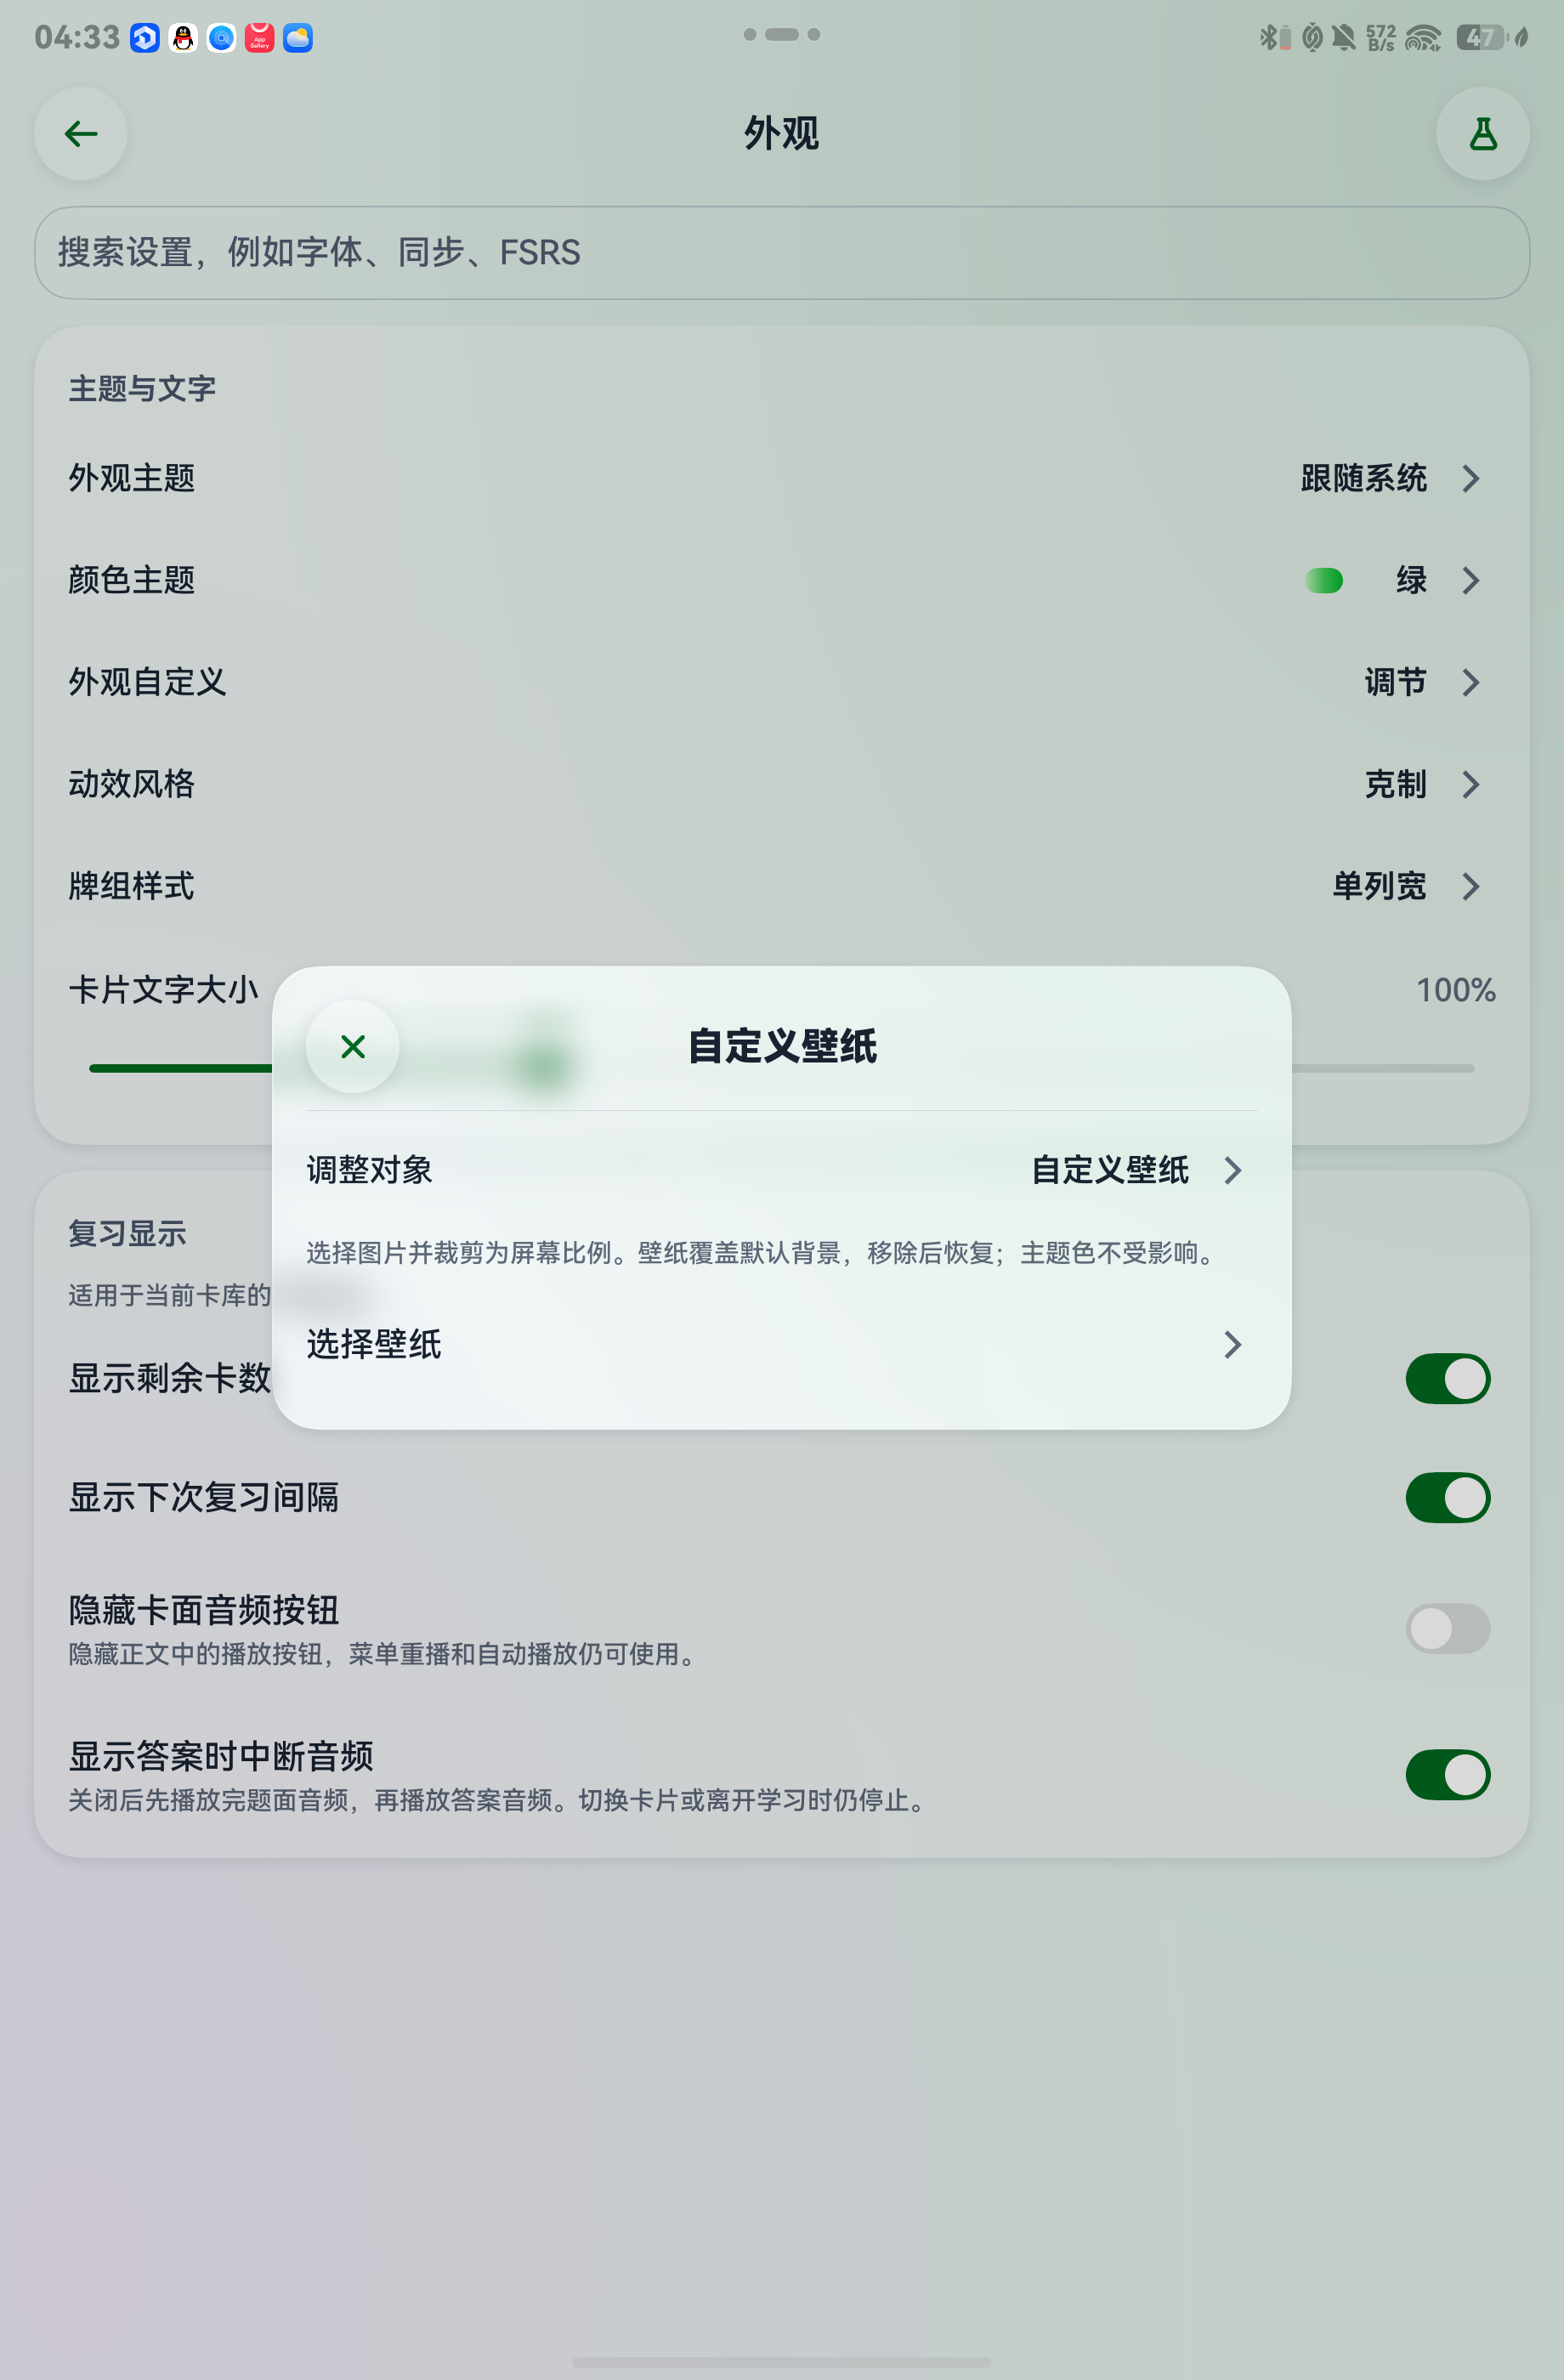 04:33
572
B/s
47
外观
搜索设置，例如字体、同步、FSRS
主题与文字
外观主题 跟随系统
颜色主题 绿
外观自定义 调节
动效风格 克制
牌组样式 单列宽
卡片文字大小 100%
自定义壁纸
调整对象 自定义壁纸
选择图片并裁剪为屏幕比例。壁纸覆盖默认背景，移除后恢复；主题色不受影响。
选择壁纸
复习显示
适用于当前卡库的
显示剩余卡数
显示下次复习间隔
隐藏卡面音频按钮
隐藏正文中的播放按钮，菜单重播和自动播放仍可使用。
显示答案时中断音频
关闭后先播放完题面音频，再播放答案音频。切换卡片或离开学习时仍停止。